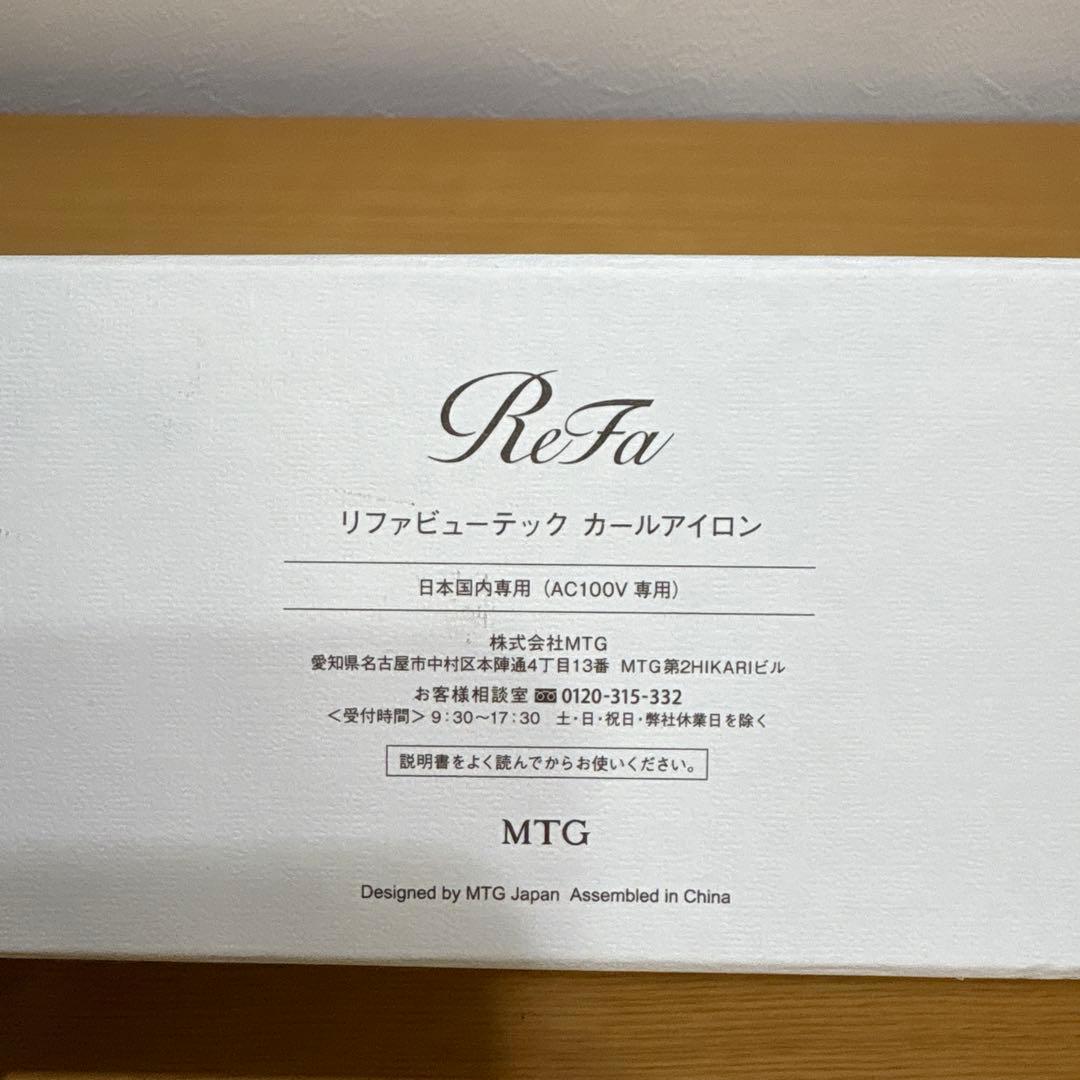 ReFa
リファビューテック カールアイロン
日本国内専用（AC100V 専用）
株式会社MTG
愛知県名古屋市中村区本陣通4丁目13番 MTG第2HIKARIビル
お客様相談室 0120-315-332
＜受付時間＞9:30〜17:30 土・日・祝日・弊社休業日を除く
説明書をよく読んでからお使いください。
MTG
Designed by MTG Japan Assembled in China